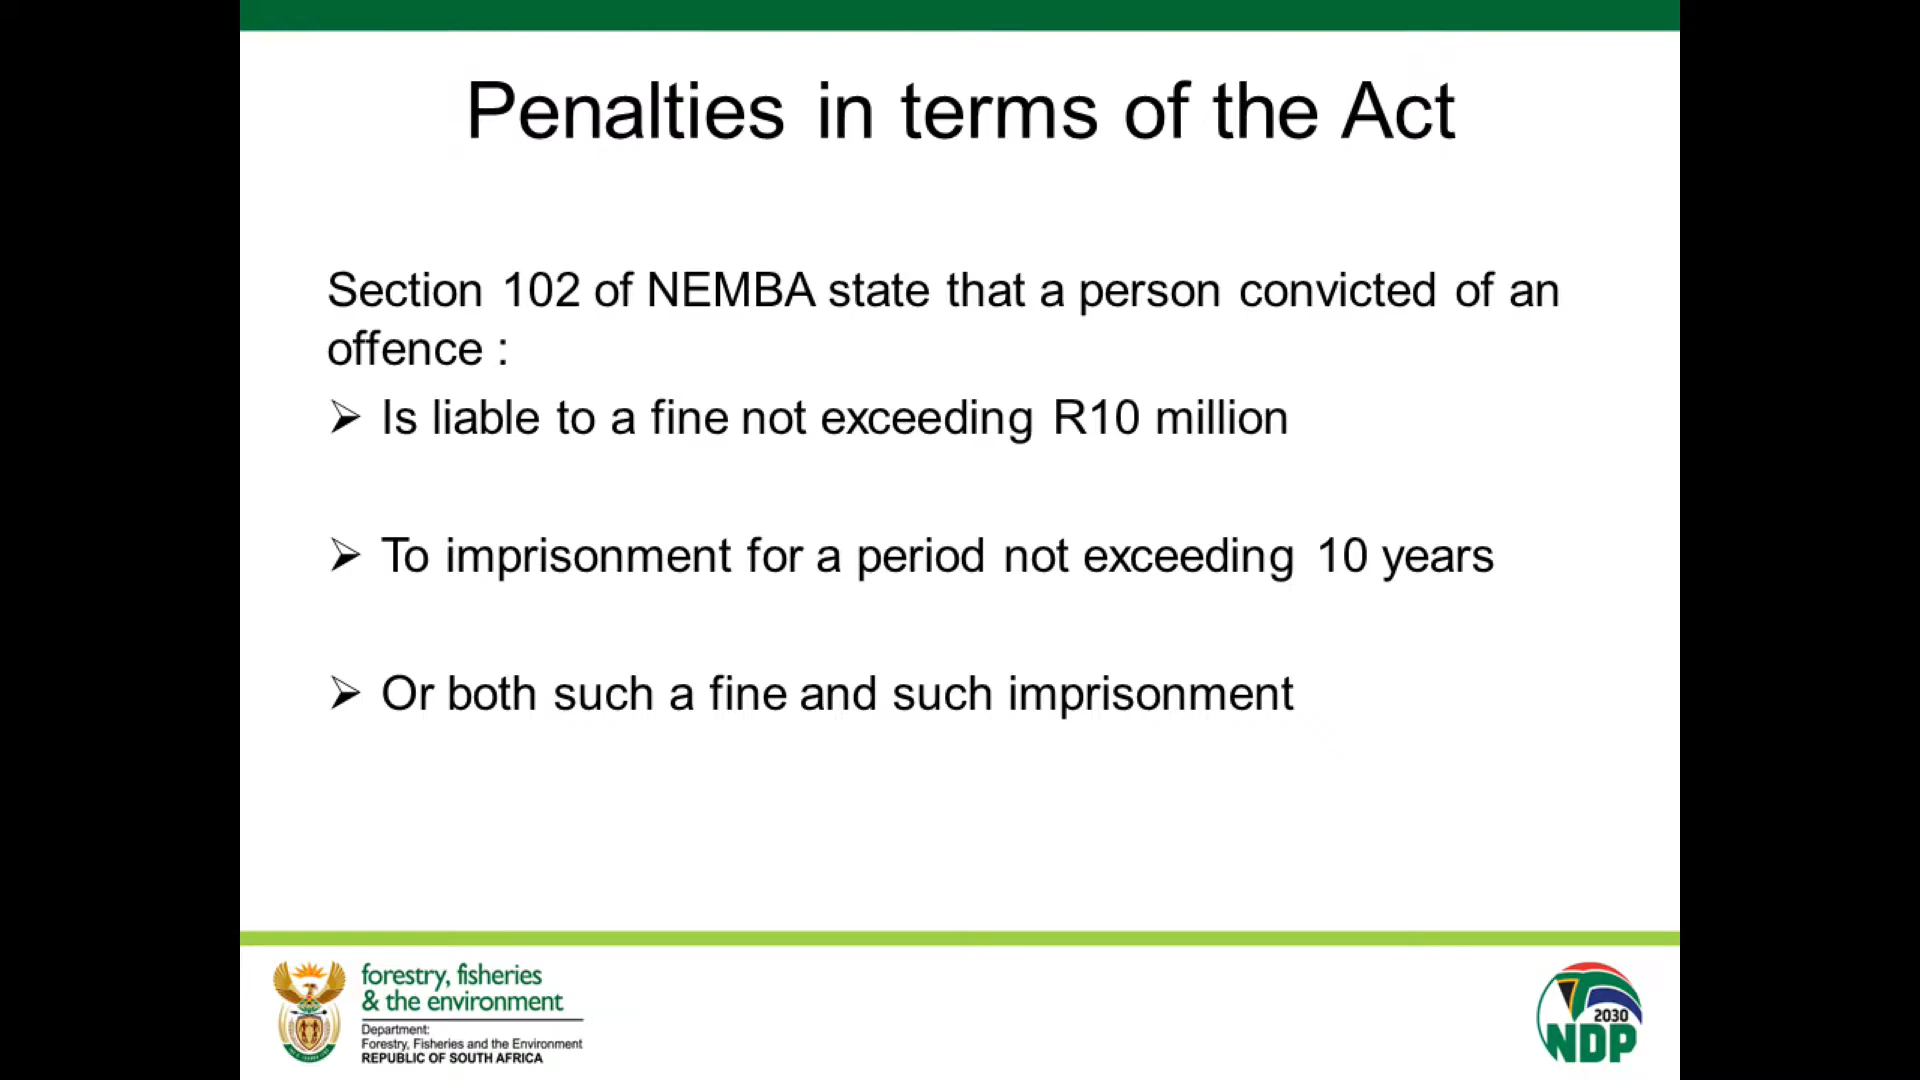 Penalties in terms of the Act
Section 102 of NEMBA state that a person convicted of an
offence :
➢ Is liable to a fine not exceeding R10 million
➢ To imprisonment for a period not exceeding 10 years
➢ Or both such a fine and such imprisonment
forestry, fisheries
& the environment
Department:
Forestry, Fisheries and the Environment
REPUBLIC OF SOUTH AFRICA
2030
NDP